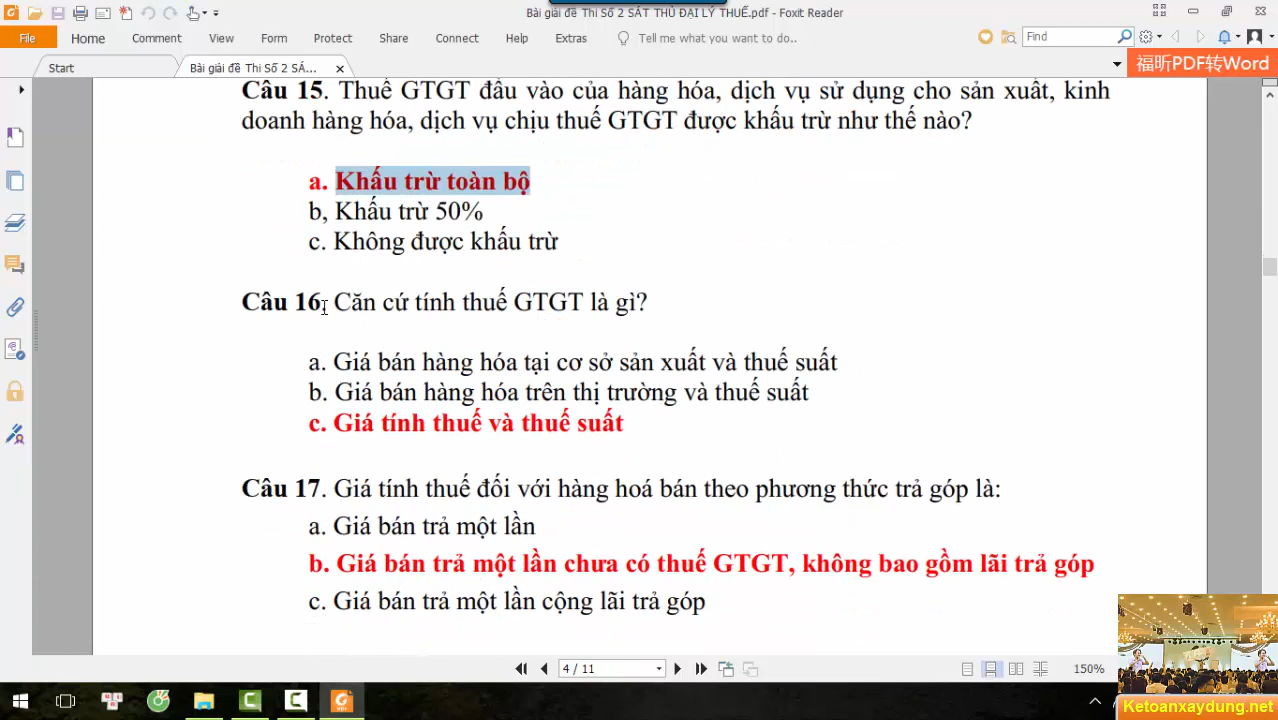 Bài giải đề Thi Số 2 SÁT THỦ ĐẠI LÝ THUẾ.pdf - Foxit Reader
File Home Comment View Form Protect Share Connect Help Extras Tell me what you want to do.. Find
Start Bài giải đề Thi Số 2 SÁ... 福昕PDF转Word
Câu 15. Thuế GTGT đầu vào của hàng hóa, dịch vụ sử dụng cho sản xuất, kinh
doanh hàng hóa, dịch vụ chịu thuế GTGT được khấu trừ như thế nào?
a. Khấu trừ toàn bộ
b, Khấu trừ 50%
c. Không được khấu trừ
Câu 16. Căn cứ tính thuế GTGT là gì?
a. Giá bán hàng hóa tại cơ sở sản xuất và thuế suất
b. Giá bán hàng hóa trên thị trường và thuế suất
c. Giá tính thuế và thuế suất
Câu 17. Giá tính thuế đối với hàng hoá bán theo phương thức trả góp là:
a. Giá bán trả một lần
b. Giá bán trả một lần chưa có thuế GTGT, không bao gồm lãi trả góp
c. Giá bán trả một lần cộng lãi trả góp
4 / 11 150%
Ketoanxaydung.net